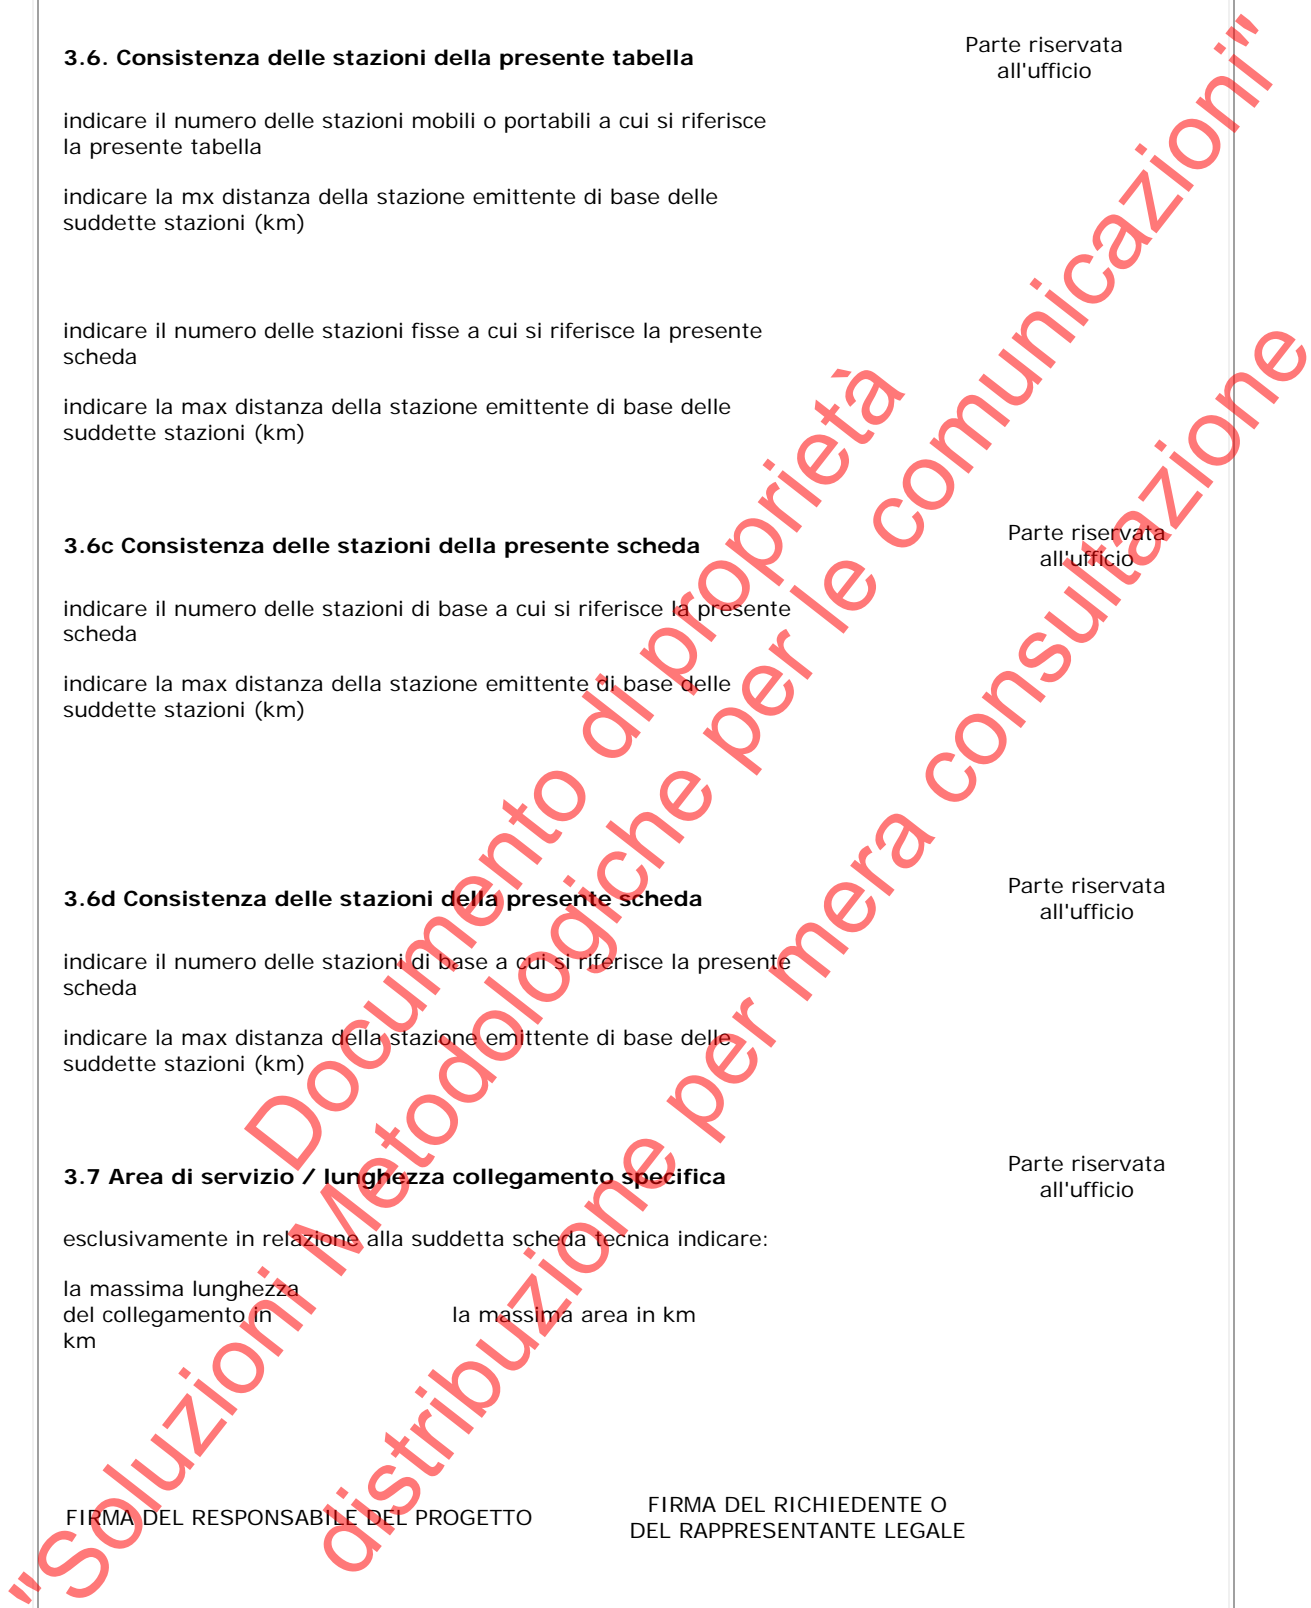 3.6. Consistenza delle stazioni della presente tabella
Parte riservata
all'ufficio
indicare il numero delle stazioni mobili o portabili a cui si riferisce
la presente tabella
indicare la mx distanza della stazione emittente di base delle
suddette stazioni (km)
indicare il numero delle stazioni fisse a cui si riferisce la presente
scheda
indicare la max distanza della stazione emittente di base delle
suddette stazioni (km)
3.6c Consistenza delle stazioni della presente scheda
Parte riservata
all'ufficio
indicare il numero delle stazioni di base a cui si riferisce la presente
scheda
indicare la max distanza della stazione emittente di base delle
suddette stazioni (km)
3.6d Consistenza delle stazioni della presente scheda
Parte riservata
all'ufficio
indicare il numero delle stazioni di base a cui si riferisce la presente
scheda
indicare la max distanza della stazione emittente di base delle
suddette stazioni (km)
3.7 Area di servizio / lunghezza collegamento specifica
Parte riservata
all'ufficio
esclusivamente in relazione alla suddetta scheda tecnica indicare:
la massima lunghezza
del collegamento in
km
la massima area in km
FIRMA DEL RESPONSABILE DEL PROGETTO
FIRMA DEL RICHIEDENTE O
DEL RAPPRESENTANTE LEGALE
Documento di proprietà
"Soluzioni Metodologiche per le comunicazioni"
distribuzione per mera consultazione